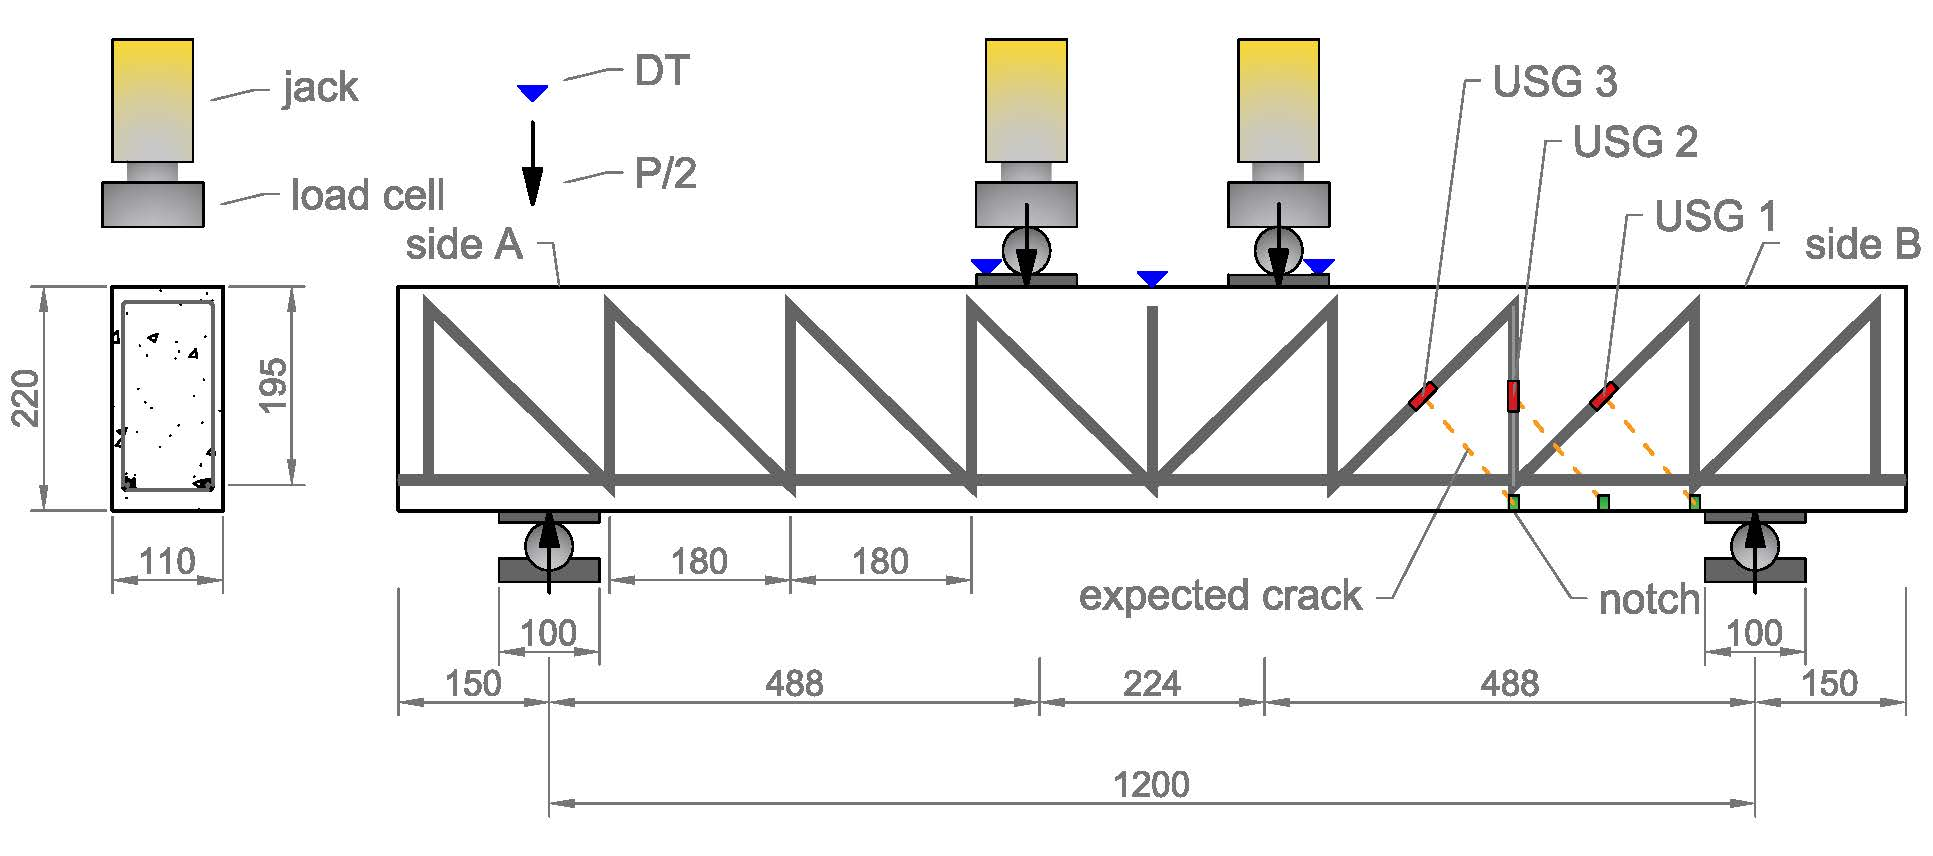 jack
DT
P/2
load cell
side A
USG 3
USG 2
USG 1
side B
220
195
110
180
180
100
expected crack
notch
100
150
488
224
488
150
1200